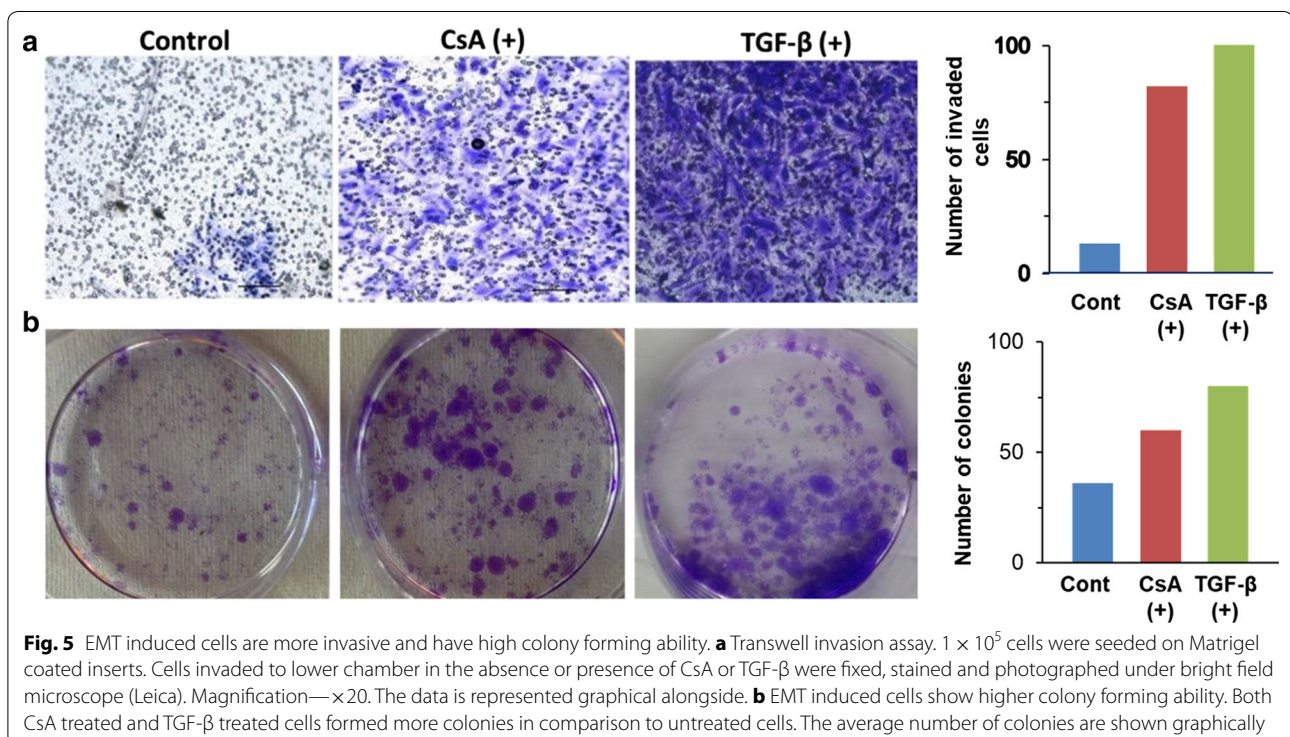 a
Control
CsA (+)
TGF-β (+)
Number of invaded
cells
100
50
0
Cont
CsA
(+)
TGF-β
(+)
b
Number of colonies
100
50
0
Cont
CsA
(+)
TGF-β
(+)
Fig. 5 EMT induced cells are more invasive and have high colony forming ability. a Transwell invasion assay. 1 × 10⁵ cells were seeded on Matrigel
coated inserts. Cells invaded to lower chamber in the absence or presence of CsA or TGF-β were fixed, stained and photographed under bright field
microscope (Leica). Magnification—×20. The data is represented graphical alongside. b EMT induced cells show higher colony forming ability. Both
CsA treated and TGF-β treated cells formed more colonies in comparison to untreated cells. The average number of colonies are shown graphically